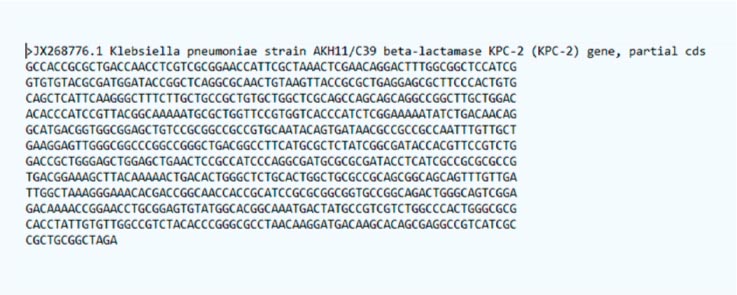 >JX268776.1 Klebsiella pneumoniae strain AKH11/C39 beta-lactamase KPC-2 (KPC-2) gene, partial cds
GCCACCGCGCTGACCAACCTCGTCGCGGAACCATTCGCTAAACTCGAACAGGACTTTGGCGGCTCCATCG
GTGTGTACGCGATGGATACCGGCTCAGGCGCAACTGTAAGTTACCGCGCTGAGGAGCGCTTCCCACTGTG
CAGCTCATTCAAGGGCTTTCTTGCTGCCGCTGTGCTGGCTCGCAGCCAGCAGCAGGCCGGCTTGCTGGAC
ACACCCATCCGTTACGGCAAAAATGCGCTGGTTCCGTGGTCACCCATCTCGGAAAAATATCTGACAACAG
GCATGACGGTGGCGGAGCTGTCCGCGGCCGCCGTGCAATACAGTGATAACGCCGCCGCCAATTTGTTGCT
GAAGGAGTTGGGCGGCCCGGCCGGGCTGACGGCCTTCATGCGCTCTATCGGCGATACCACGTTCCGTCTG
GACCGCTGGGAGCTGGAGCTGAACTCCGCCATCCCAGGCGATGCGCGCGATACCTCATCGCCGCGCGCCG
TGACGGAAAGCTTACAAAAACTGACACTGGGCTCTGCACTGGCTGCGCCGCAGCGGCAGCAGTTTGTTGA
TTGGCTAAAGGGAAACACGACCGGCAACCACCGCATCCGCGCGGCGGTGCCGGCAGACTGGGCAGTCGGA
GACAAAACCGGAACCTGCGGAGTGTATGGCACGGCAAATGACTATGCCGTCGTCTGGCCCACTGGGCGCG
CACCTATTGTGTTGGCCGTCTACACCCGGGCGCCTAACAAGGATGACAAGCACAGCGAGGCCGTCATCGC
CGCTGCGGCTAGA